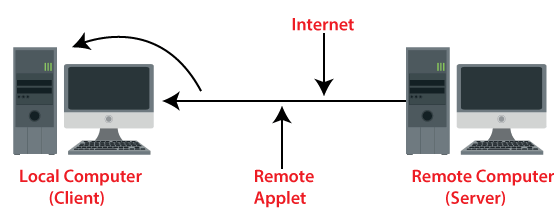 Internet
Local Computer
(Client)
Remote
Applet
Remote Computer
(Server)